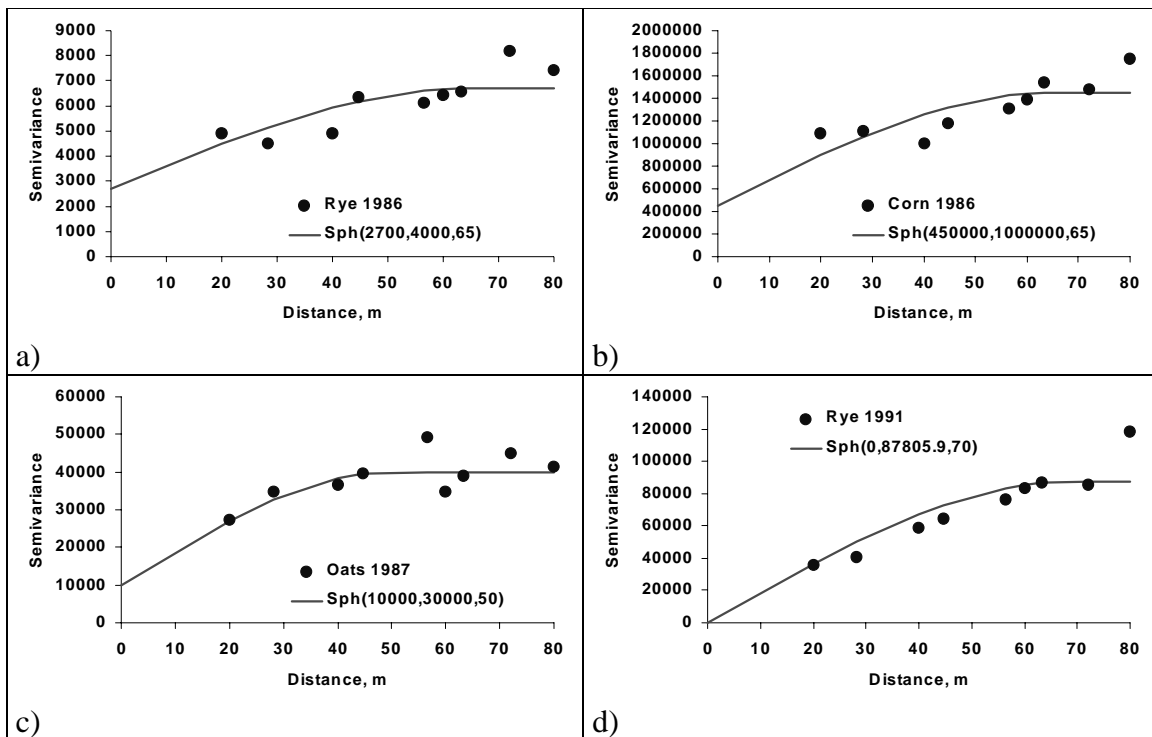 9000
8000
7000
6000
5000
4000
3000
2000
1000
0
Semivariance
Rye 1986
Sph(2700,4000,65)
0 10 20 30 40 50 60 70 80
Distance, m
a)
2000000
1800000
1600000
1400000
1200000
1000000
800000
600000
400000
200000
0
Semivariance
Corn 1986
Sph(450000,1000000,65)
0 10 20 30 40 50 60 70 80
Distance, m
b)
60000
50000
40000
30000
20000
10000
0
Semivariance
Oats 1987
Sph(10000,30000,50)
0 10 20 30 40 50 60 70 80
Distance, m
c)
140000
120000
100000
80000
60000
40000
20000
0
Semivariance
Rye 1991
Sph(0,87805.9,70)
0 10 20 30 40 50 60 70 80
Distance, m
d)